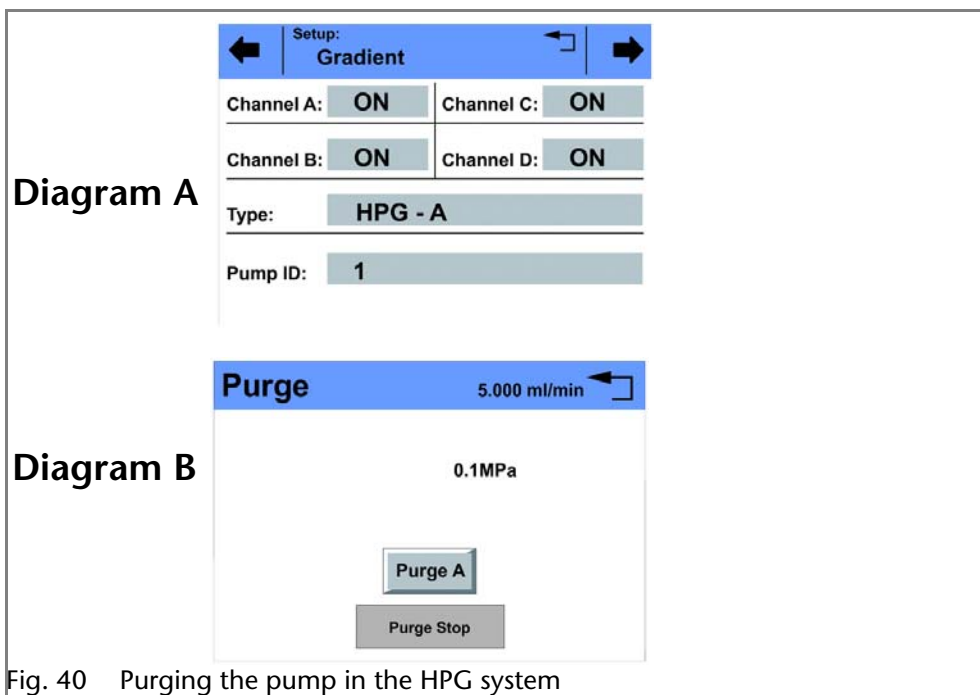 Diagram A
Setup:
Gradient
Channel A: ON Channel C: ON
Channel B: ON Channel D: ON
Type: HPG - A
Pump ID: 1
Diagram B
Purge 5.000 ml/min
0.1MPa
Purge A
Purge Stop
Fig. 40 Purging the pump in the HPG system